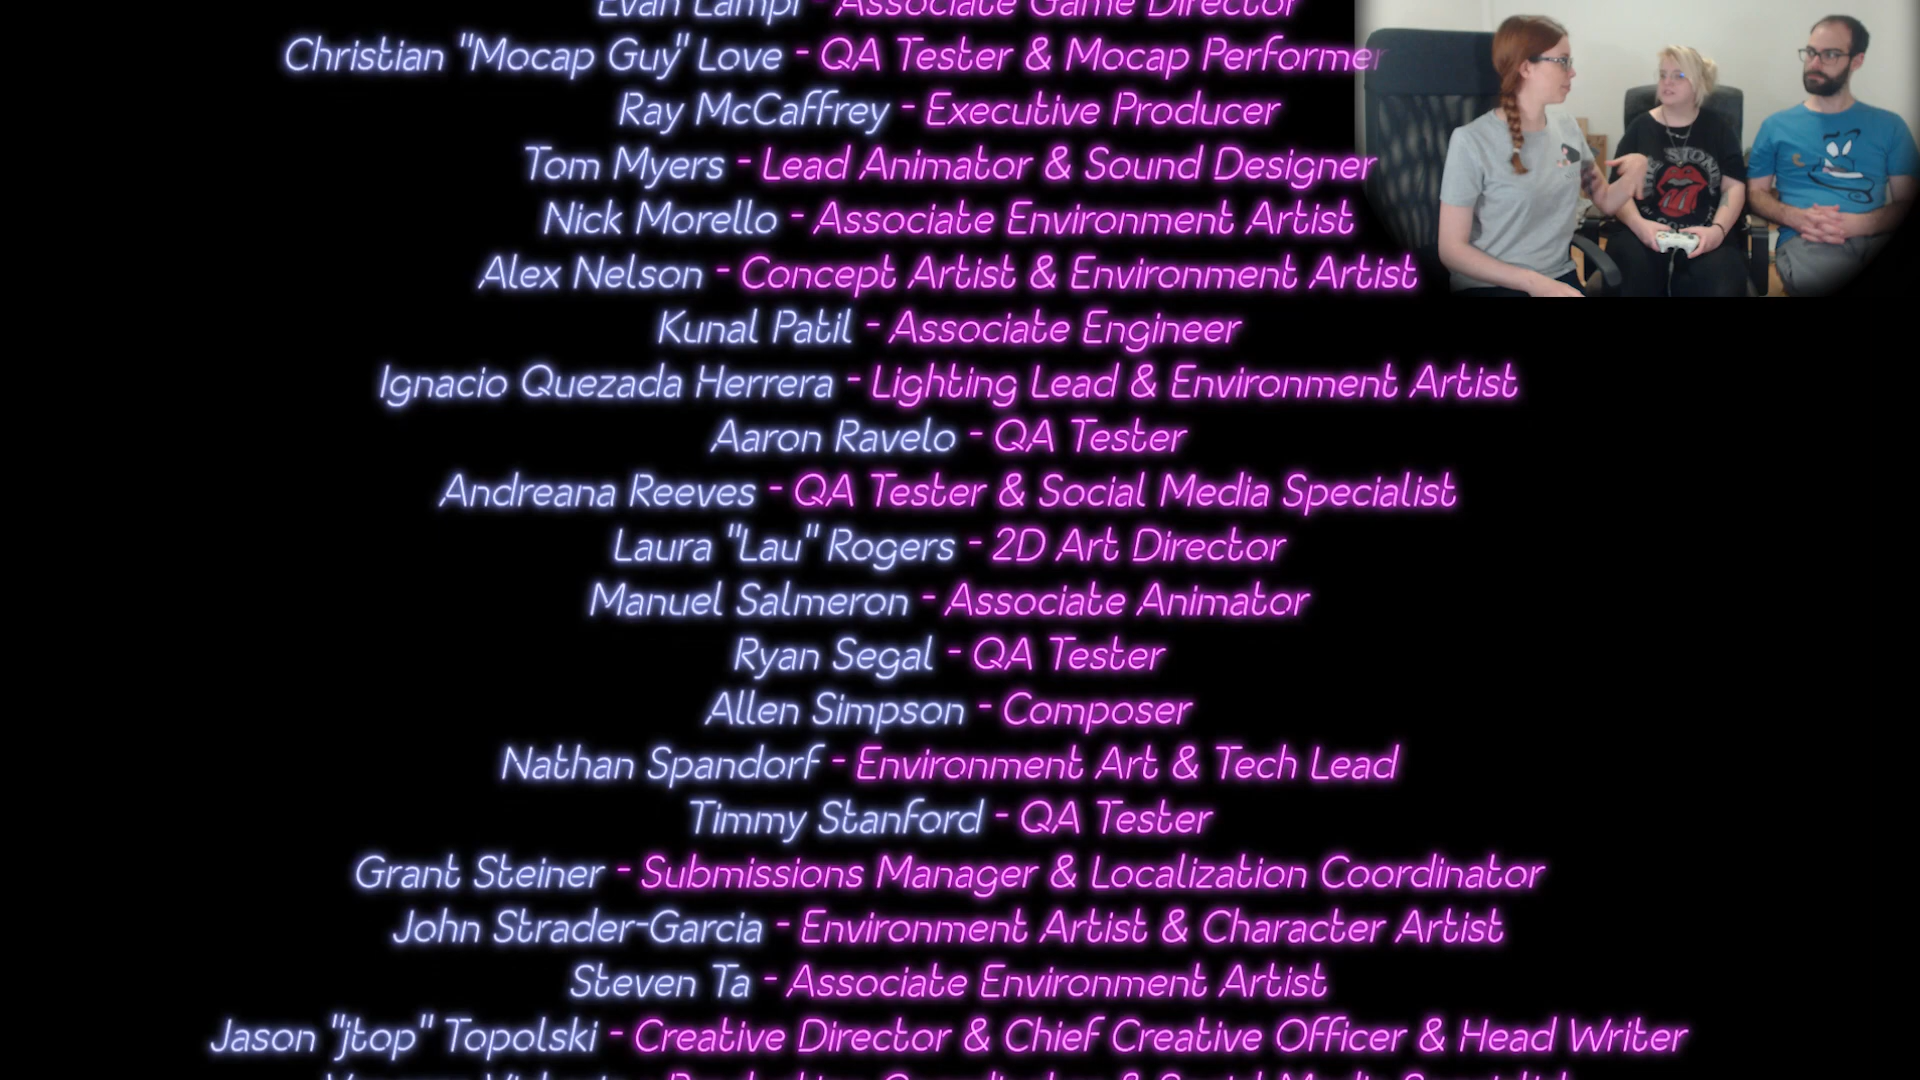 Evan Lampi - Associate Game Director
Christian "Mocap Guy" Love - QA Tester & Mocap Performer
Ray McCaffrey - Executive Producer
Tom Myers - Lead Animator & Sound Designer
Nick Morello - Associate Environment Artist
Alex Nelson - Concept Artist & Environment Artist
Kunal Patil - Associate Engineer
Ignacio Quezada Herrera - Lighting Lead & Environment Artist
Aaron Ravelo - QA Tester
Andreana Reeves - QA Tester & Social Media Specialist
Laura "Lau" Rogers - 2D Art Director
Manuel Salmeron - Associate Animator
Ryan Segal - QA Tester
Allen Simpson - Composer
Nathan Spandorf - Environment Art & Tech Lead
Timmy Stanford - QA Tester
Grant Steiner - Submissions Manager & Localization Coordinator
John Strader-Garcia - Environment Artist & Character Artist
Steven Ta - Associate Environment Artist
Jason "jtop" Topolski - Creative Director & Chief Creative Officer & Head Writer